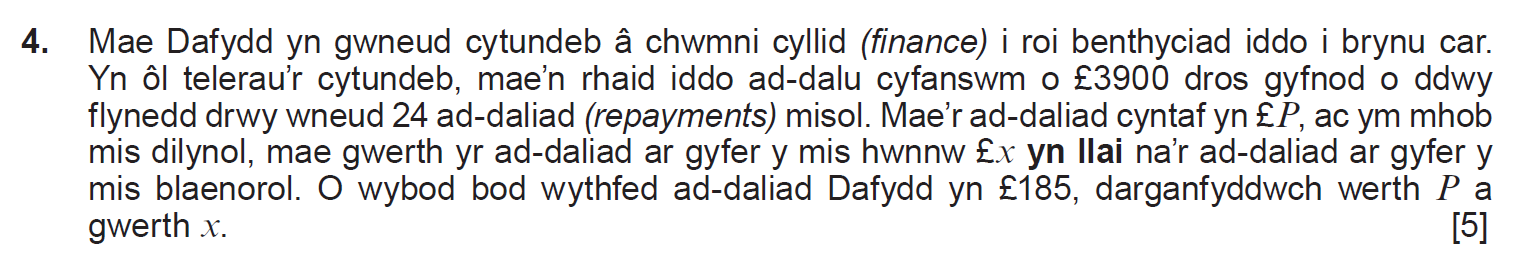 4. Mae Dafydd yn gwneud cytundeb â chwmni cyllid (finance) i roi benthyciad iddo i brynu car.
Yn ôl telerau'r cytundeb, mae'n rhaid iddo ad-dalu cyfanswm o £3900 dros gyfnod o ddwy
flynedd drwy wneud 24 ad-daliad (repayments) misol. Mae'r ad-daliad cyntaf yn £P, ac ym mhob
mis dilynol, mae gwerth yr ad-daliad ar gyfer y mis hwnnw £x yn llai na'r ad-daliad ar gyfer y
mis blaenorol. O wybod bod wythfed ad-daliad Dafydd yn £185, darganfyddwch werth P a
gwerth x. [5]